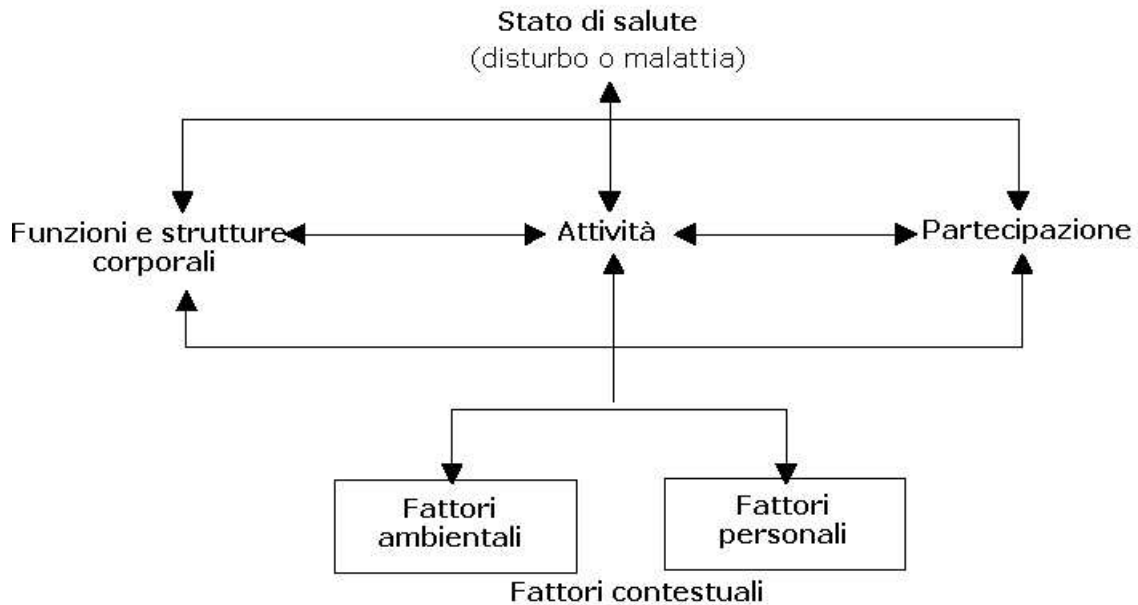 Stato di salute
(disturbo o malattia)
Funzioni e strutture
corporali
Attività
Partecipazione
Fattori
ambientali
Fattori
personali
Fattori contestuali